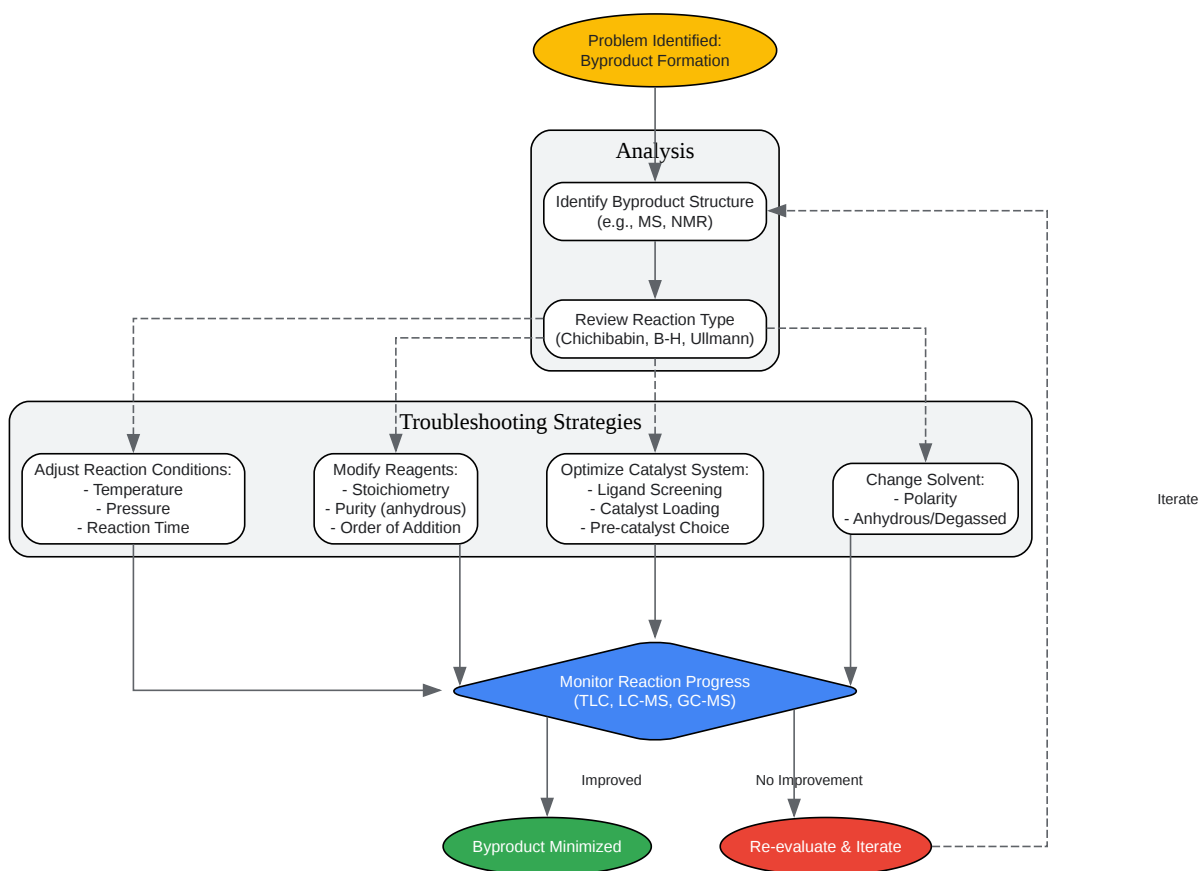 Problem Identified:
Byproduct Formation
Analysis
Identify Byproduct Structure
(e.g., MS, NMR)
Review Reaction Type
(Chichibabin, B-H, Ullmann)
Troubleshooting Strategies
Adjust Reaction Conditions:
- Temperature
- Pressure
- Reaction Time
Modify Reagents:
- Stoichiometry
- Purity (anhydrous)
- Order of Addition
Optimize Catalyst System:
- Ligand Screening
- Catalyst Loading
- Pre-catalyst Choice
Change Solvent:
- Polarity
- Anhydrous/Degassed
Iterate
Monitor Reaction Progress
(TLC, LC-MS, GC-MS)
Improved
No Improvement
Byproduct Minimized
Re-evaluate & Iterate